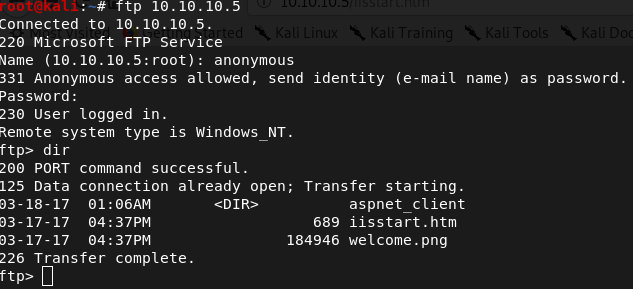 10.10.10.5/iisstart.htm
root@kali:~# ftp 10.10.10.5
Connected to 10.10.10.5.
Most Visited Getting Started Kali Linux Kali Training Kali Tools Kali Doc
220 Microsoft FTP Service
Name (10.10.10.5:root): anonymous
331 Anonymous access allowed, send identity (e-mail name) as password.
Password:
230 User logged in.
Remote system type is Windows_NT.
ftp> dir
200 PORT command successful.
125 Data connection already open; Transfer starting.
03-18-17  01:06AM       <DIR>          aspnet_client
03-17-17  04:37PM                  689 iisstart.htm
03-17-17  04:37PM               184946 welcome.png
226 Transfer complete.
ftp>